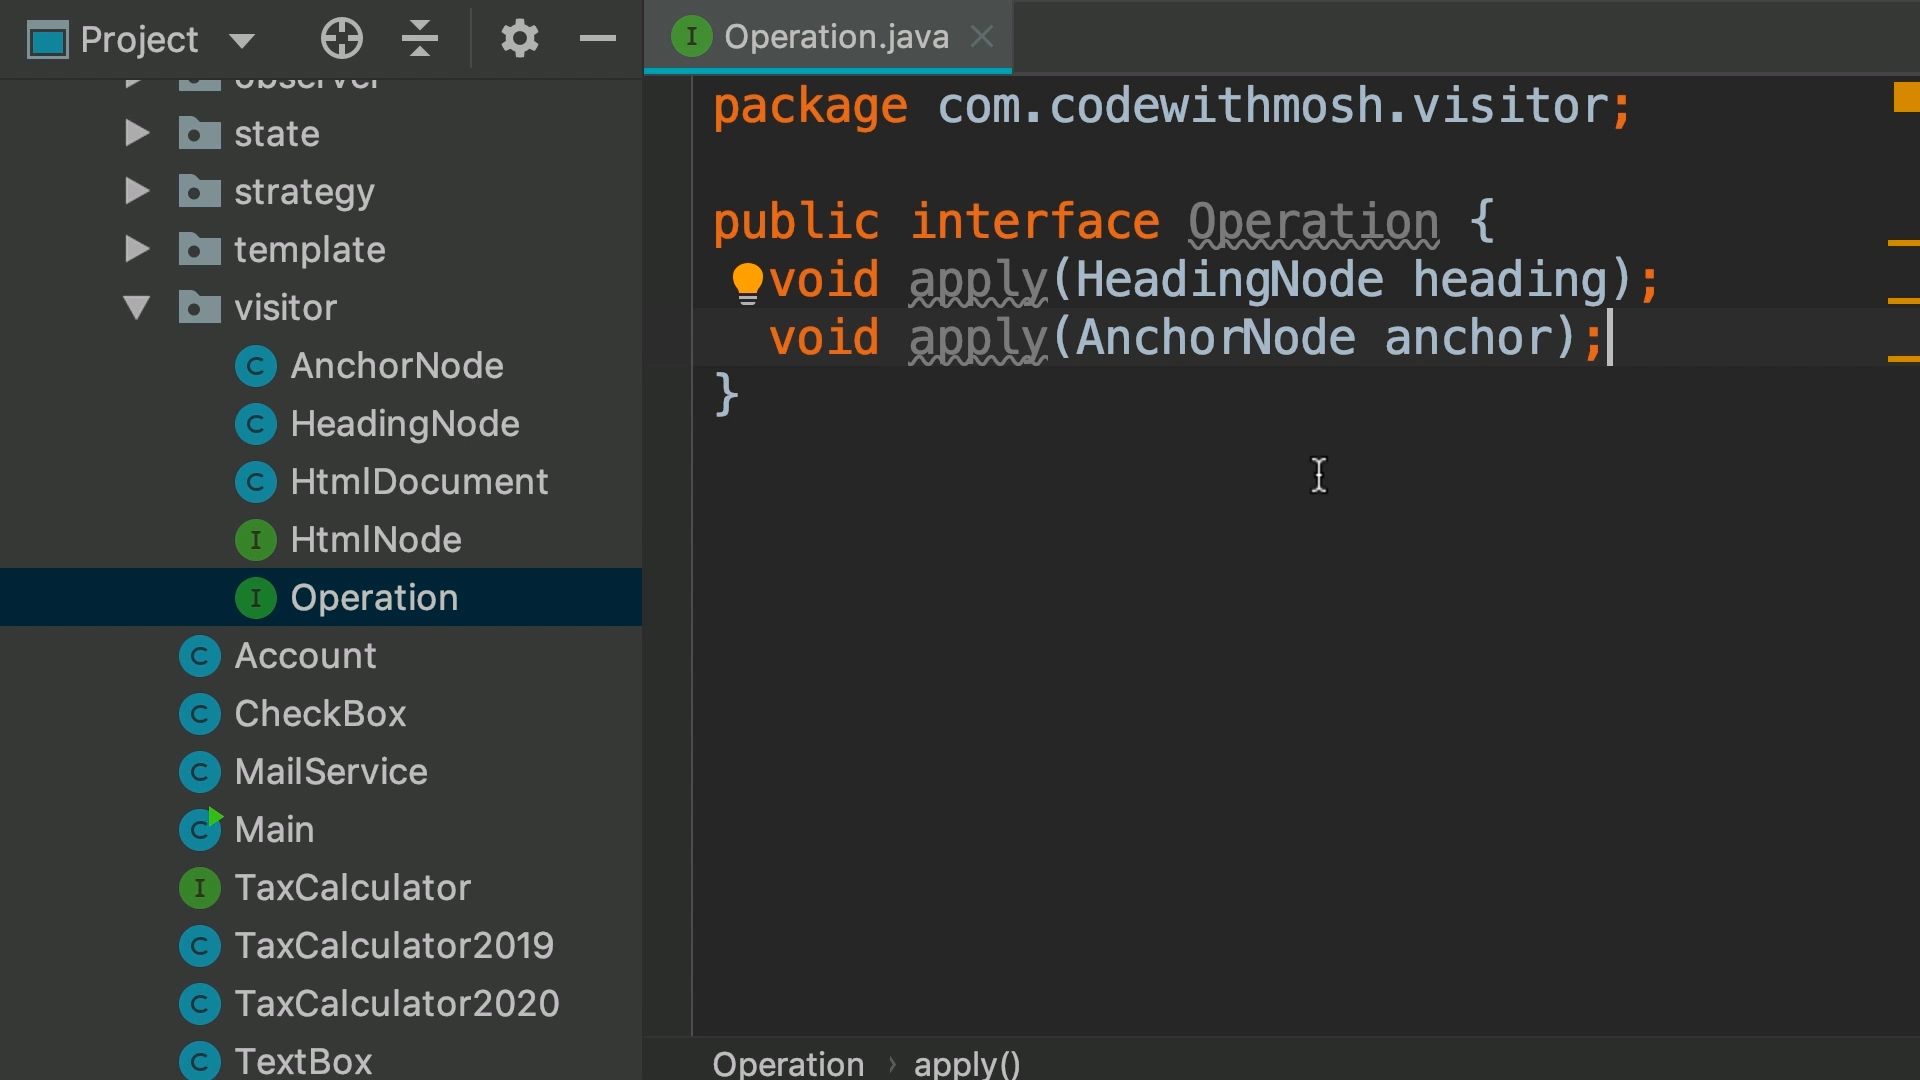 Project
Operation.java
observer
state
strategy
template
visitor
AnchorNode
HeadingNode
HtmlDocument
HtmlNode
Operation
Account
CheckBox
MailService
Main
TaxCalculator
TaxCalculator2019
TaxCalculator2020
TextBox
package com.codewithmosh.visitor;
public interface Operation {
void apply(HeadingNode heading);
void apply(AnchorNode anchor);
}
Operation › apply()